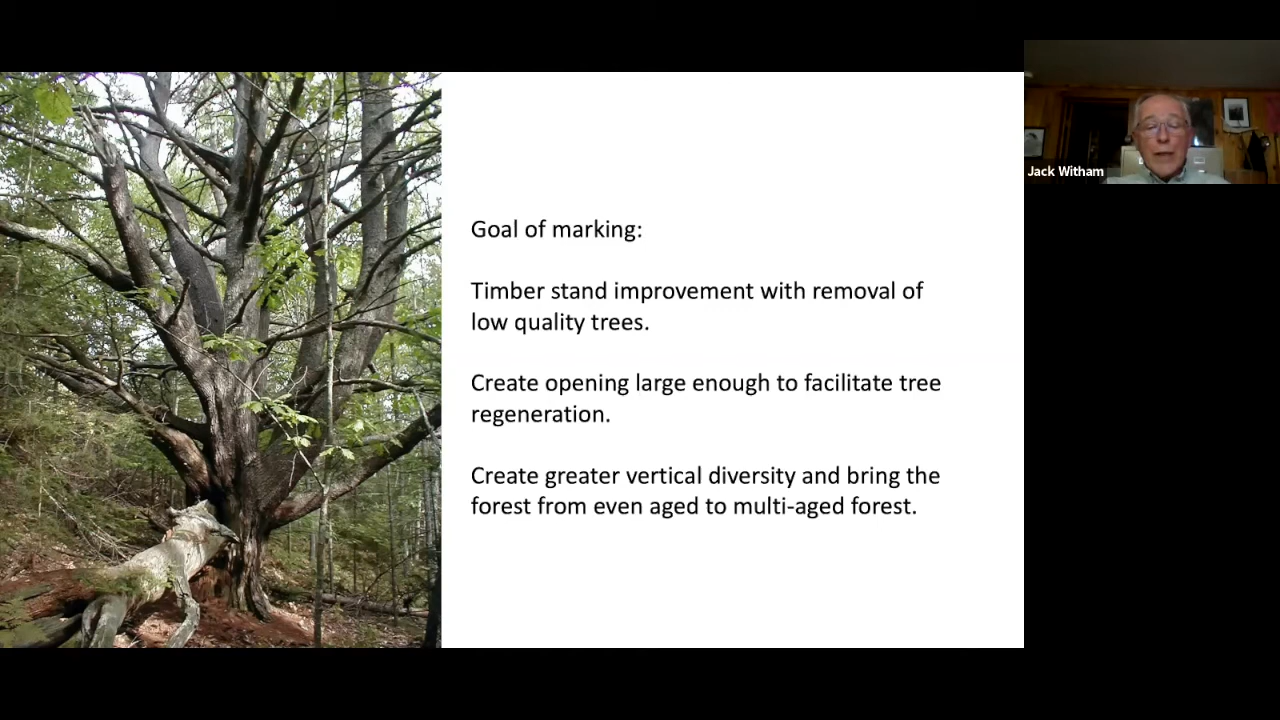 Goal of marking:
Timber stand improvement with removal of
low quality trees.
Create opening large enough to facilitate tree
regeneration.
Create greater vertical diversity and bring the
forest from even aged to multi-aged forest.
Jack Witham